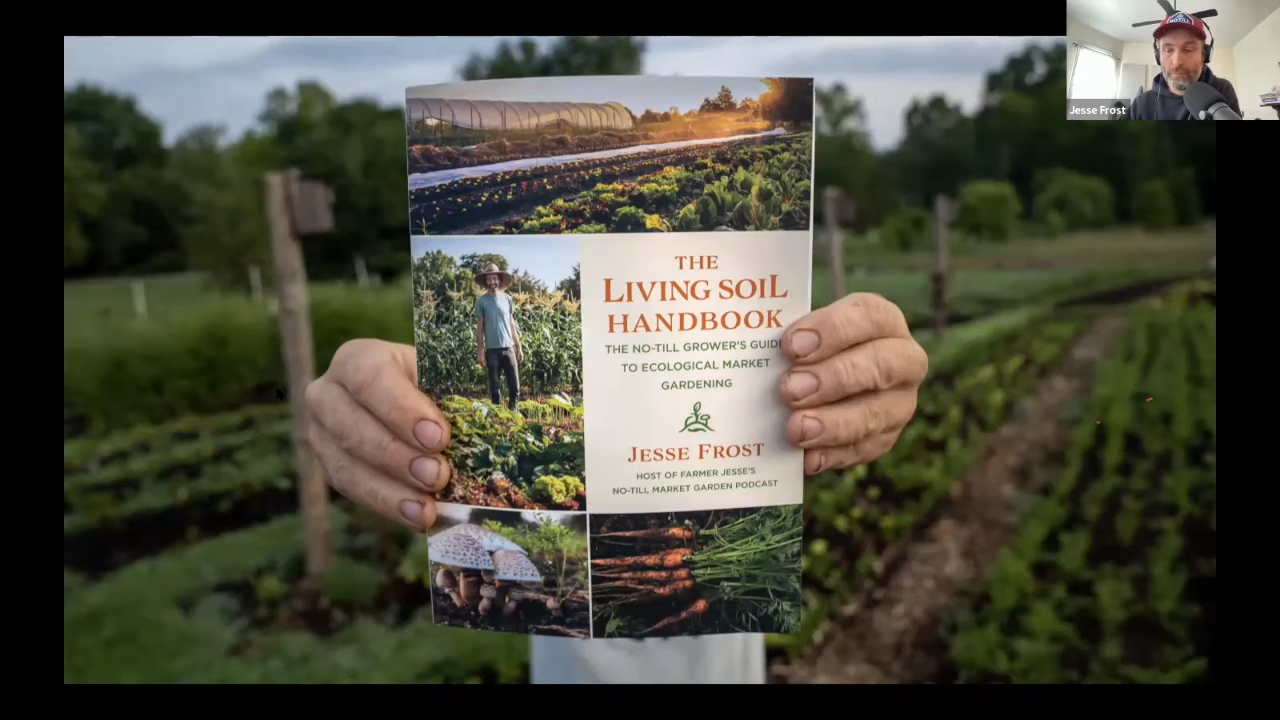 THE
LIVING SOIL
HANDBOOK
THE NO-TILL GROWER'S GUIDE
TO ECOLOGICAL MARKET
GARDENING
JESSE FROST
HOST OF FARMER JESSE'S
NO-TILL MARKET GARDEN PODCAST
Jesse Frost